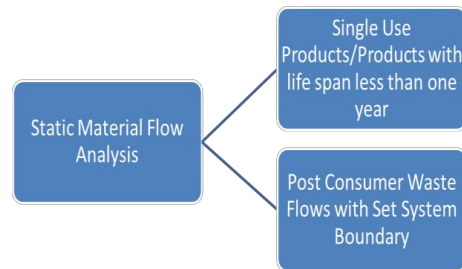 Single Use
Products/Products with
life span less than one
year
Static Material Flow
Analysis
Post Consumer Waste
Flows with Set System
Boundary